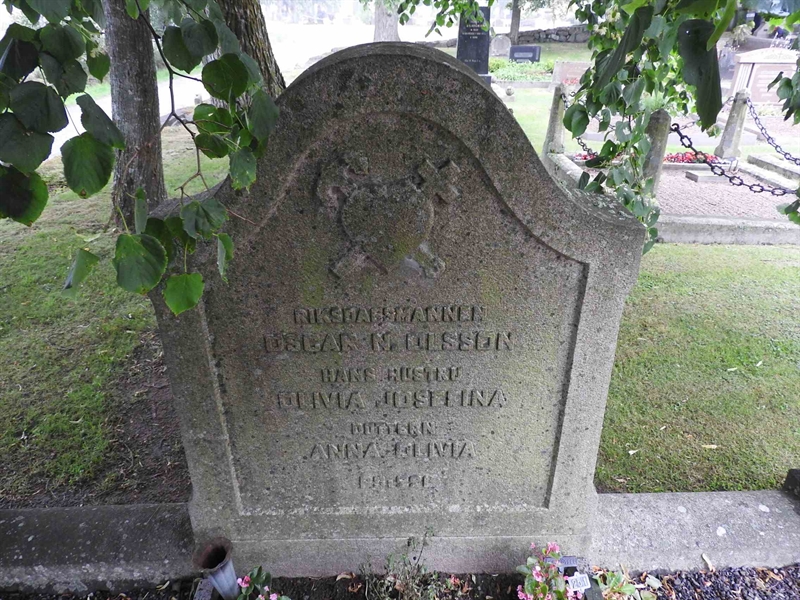 RIKSDAGSMANNEN
OSCAR N. OLSSON
HANS HUSTRU
OLIVIA JOSEFINA
DOTTERN
ANNA-OLIVIA